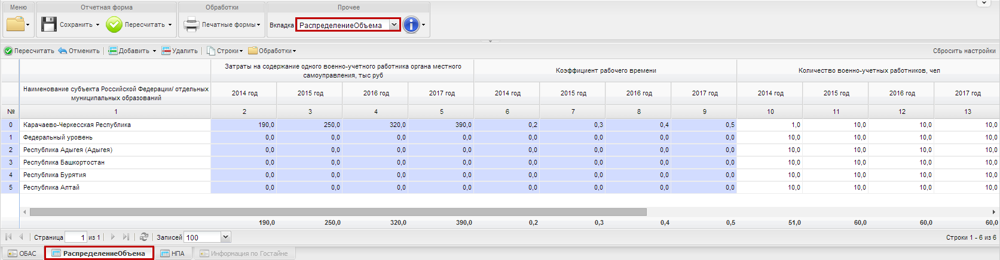 Меню Отчетная форма Обработки Прочее
Сохранить Пересчитать Печатные формы Вкладка РаспределениеОбъема
Пересчитать Отменить Добавить Удалить Строки Обработки Сбросить настройки
Затраты на содержание одного военно-учетного работника органа местного самоуправления, тыс руб Коэффициент рабочего времени Количество военно-учетных работников, чел
Наименование субъекта Российской Федерации/ отдельных муниципальных образований 2014 год 2015 год 2016 год 2017 год 2014 год 2015 год 2016 год 2017 год 2014 год 2015 год 2016 год 2017 год
№ 1 2 3 4 5 6 7 8 9 10 11 12 13
0 Карачаево-Черкесская Республика 190,0 250,0 320,0 390,0 0,2 0,3 0,4 0,5 1,0 10,0 10,0 10,0
1 Федеральный уровень 0,0 0,0 0,0 0,0 0,0 0,0 0,0 0,0 10,0 10,0 10,0 10,0
2 Республика Адыгея (Адыгея) 0,0 0,0 0,0 0,0 0,0 0,0 0,0 0,0 10,0 10,0 10,0 10,0
3 Республика Башкортостан 0,0 0,0 0,0 0,0 0,0 0,0 0,0 0,0 10,0 10,0 10,0 10,0
4 Республика Бурятия 0,0 0,0 0,0 0,0 0,0 0,0 0,0 0,0 10,0 10,0 10,0 10,0
5 Республика Алтай 0,0 0,0 0,0 0,0 0,0 0,0 0,0 0,0 10,0 10,0 10,0 10,0
190,0 250,0 320,0 390,0 0,2 0,3 0,4 0,5 51,0 60,0 60,0 60,0
Страница 1 из 1 Записей 100 Строки 1 - 6 из 6
ОБАС РаспределениеОбъема НПА Информация по Гостайне